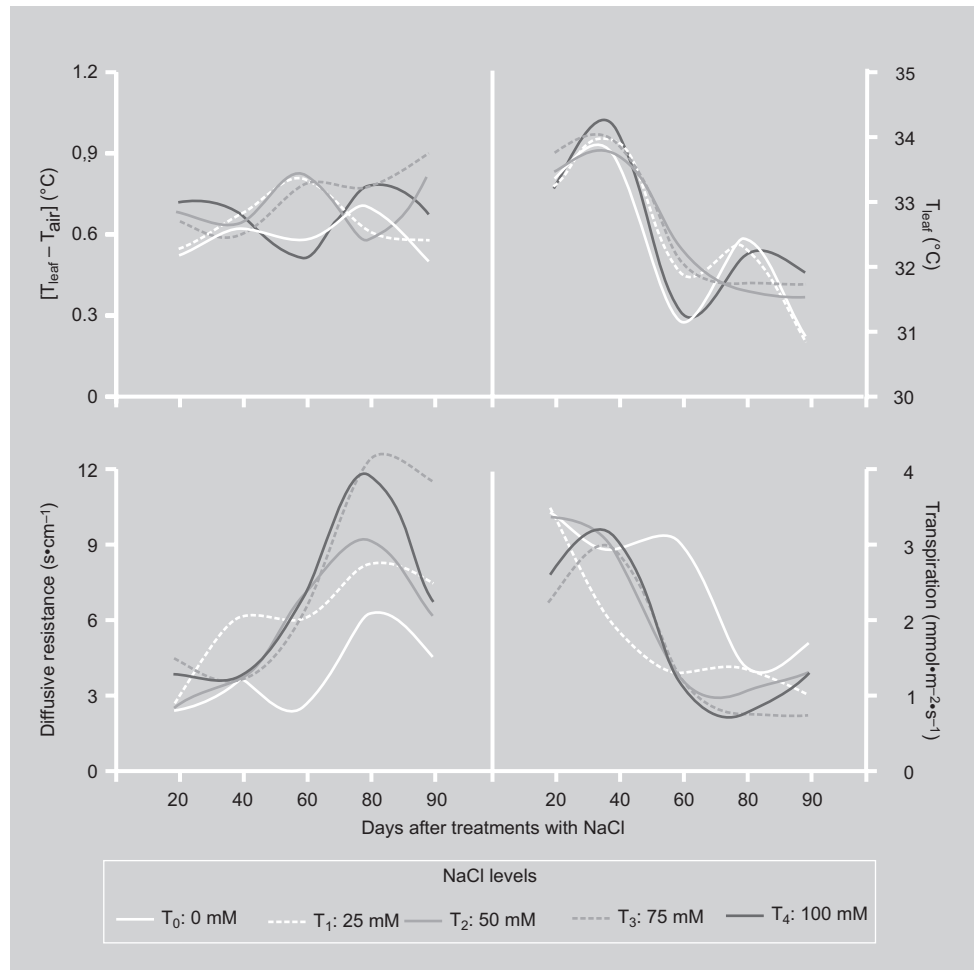 1.2
0.9
0.6
0.3
0
[T_leaf – T_air] (°C)
35
34
33
32
31
30
T_leaf (°C)
12
9
6
3
0
Diffusive resistance (s•cm⁻¹)
4
3
2
1
0
Transpiration (mmol•m⁻²•s⁻¹)
20 40 60 80 90 20 40 60 80 90
Days after treatments with NaCl
NaCl levels
T₀: 0 mM T₁: 25 mM T₂: 50 mM T₃: 75 mM T₄: 100 mM